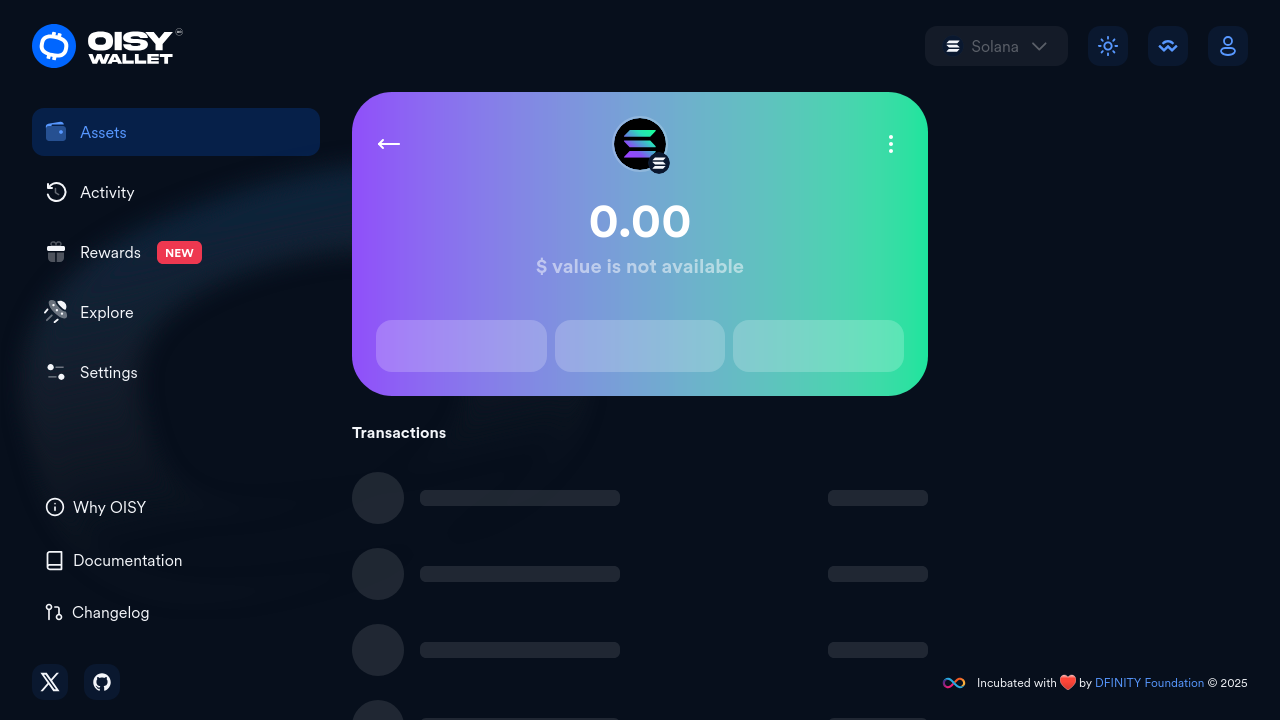 OISY
WALLET
Solana
Assets
Activity
Rewards NEW
Explore
Settings
Why OISY
Documentation
Changelog
0.00
$ value is not available
Transactions
Incubated with ❤️ by DFINITY Foundation © 2025